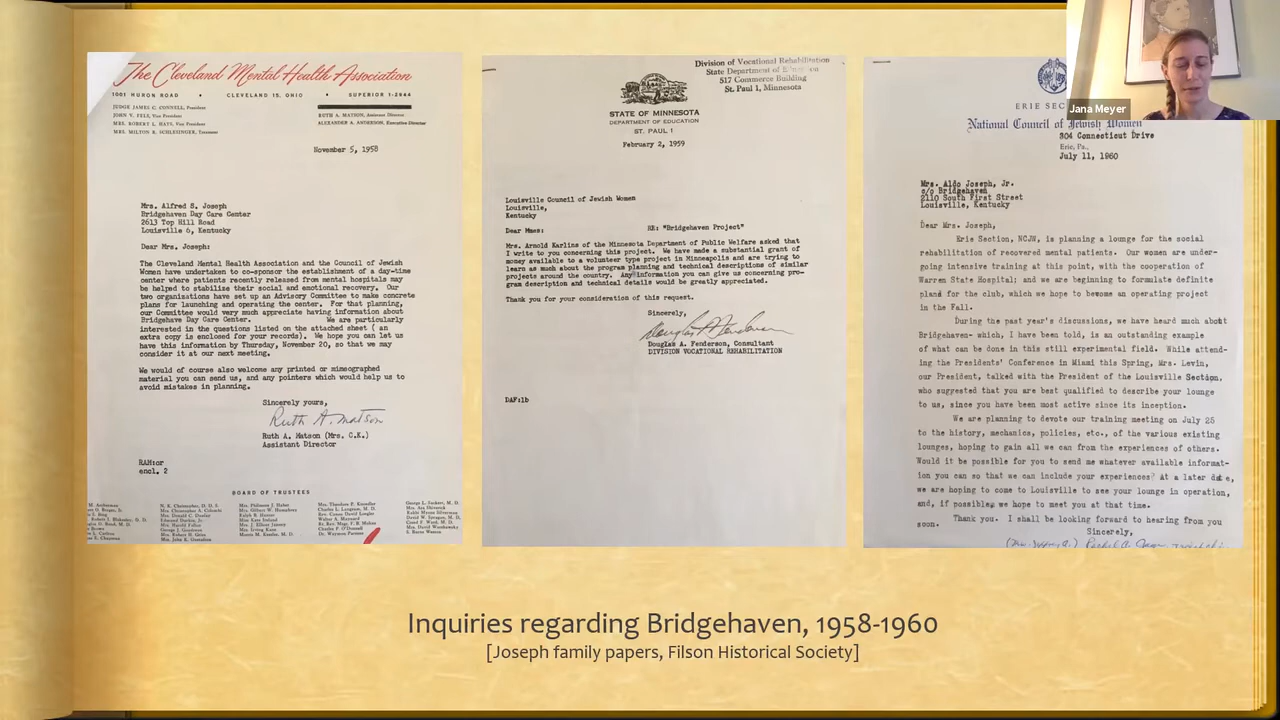 The Cleveland Mental Health Association
1001 HURON ROAD • CLEVELAND 15, OHIO • SUPERIOR 1-2944
JUDGE JAMES C. CONNELL, President
JOHN V. FELS, Vice President
MRS. ROBERT L. HAYS, Vice President
MRS. MILTON R. SCHLESINGER, Treasurer
RUTH A. MATSON, Assistant Director
ALEXANDER A. ANDERSON, Executive Director
November 5, 1958
Mrs. Alfred S. Joseph
Bridgehaven Day Care Center
2613 Top Hill Road
Louisville 6, Kentucky
Dear Mrs. Joseph:
The Cleveland Mental Health Association and the Council of Jewish
Women have undertaken to co-sponsor the establishment of a day-time
center where patients recently released from mental hospitals may
be helped to stabilise their social and emotional recovery. Our
two organizations have set up an Advisory Committee to make concrete
plans for launching and operating the center. For that planning,
our Committee would very much appreciate having information about
Bridgehave Day Care Center. We are particularly
interested in the questions listed on the attached sheet ( an
extra copy is enclosed for your records). We hope you can let us
have this information by Thursday, November 20, so that we may
consider it at our next meeting.
We would of course also welcome any printed or mimeographed
material you can send us, and any pointers which would help us to
avoid mistakes in planning.
Sincerely yours,
Ruth A. Matson
Ruth A. Matson (Mrs. C.K.)
Assistant Director
RAM:or
encl. 2
BOARD OF TRUSTEES
Division of Vocational Rehabilitation
State Department of
517 Commerce Building
St. Paul 1, Minnesota
STATE OF MINNESOTA
DEPARTMENT OF EDUCATION
ST. PAUL 1
February 2, 1959
Louisville Council of Jewish Women
Louisville,
Kentucky
Dear Mmes: RE: "Bridgehaven Project"
Mrs. Arnold Karlins of the Minnesota Department of Public Welfare asked that
I write to you concerning this project. We have made a substantial grant of
money available to a volunteer type project in Minneapolis and are trying to
learn as much about the program planning and technical descriptions of similar
projects around the country. Any information you can give us concerning pro-
gram description and technical details would be greatly appreciated.
Thank you for your consideration of this request.
Sincerely,
Douglas A. Fenderson
Douglas A. Fenderson, Consultant
DIVISION VOCATIONAL REHABILITATION
DAF:lb
ERIE SEC
National Council of Jewish Women
804 Connecticut Drive
Erie, Pa.,
July 11, 1960
Mrs. Aldo Joseph, Jr.
c/o Bridgehaven
2110 South First Street
Louisville, Kentucky
Dear Mrs. Joseph,
Erie Section, NCJW, is planning a lounge for the social
rehabilitation of recovered mental patients. Our women are under-
going intensive training at this point, with the cooperation of
Warren State Hospital; and we are beginning to formulate definite
plans for the club, which we hope to become an operating project
in the Fall.
During the past year's discussions, we have heard much about
Bridgehaven- which, I have been told, is an outstanding example
of what can be done in this still experimental field. While attend-
ing the Presidents' Conference in Miami this Spring, Mrs. Levin,
our President, talked with the President of the Louisville Section,
who suggested that you are best qualified to describe your lounge
to us, since you have been most active since its inception.
We are planning to devote our training meeting on July 25
to the history, mechanics, policies, etc., of the various existing
lounges, hoping to gain all we can from the experiences of others.
Would it be possible for you to send me whatever available informat-
ion you can so that we can include your experiences? At a later date,
we are hoping to come to Louisville to see your lounge in operation,
and, if possible, we hope to meet you at that time.
Thank you. I shall be looking forward to hearing from you
soon.
Sincerely,
Jana Meyer
Inquiries regarding Bridgehaven, 1958-1960
[Joseph family papers, Filson Historical Society]